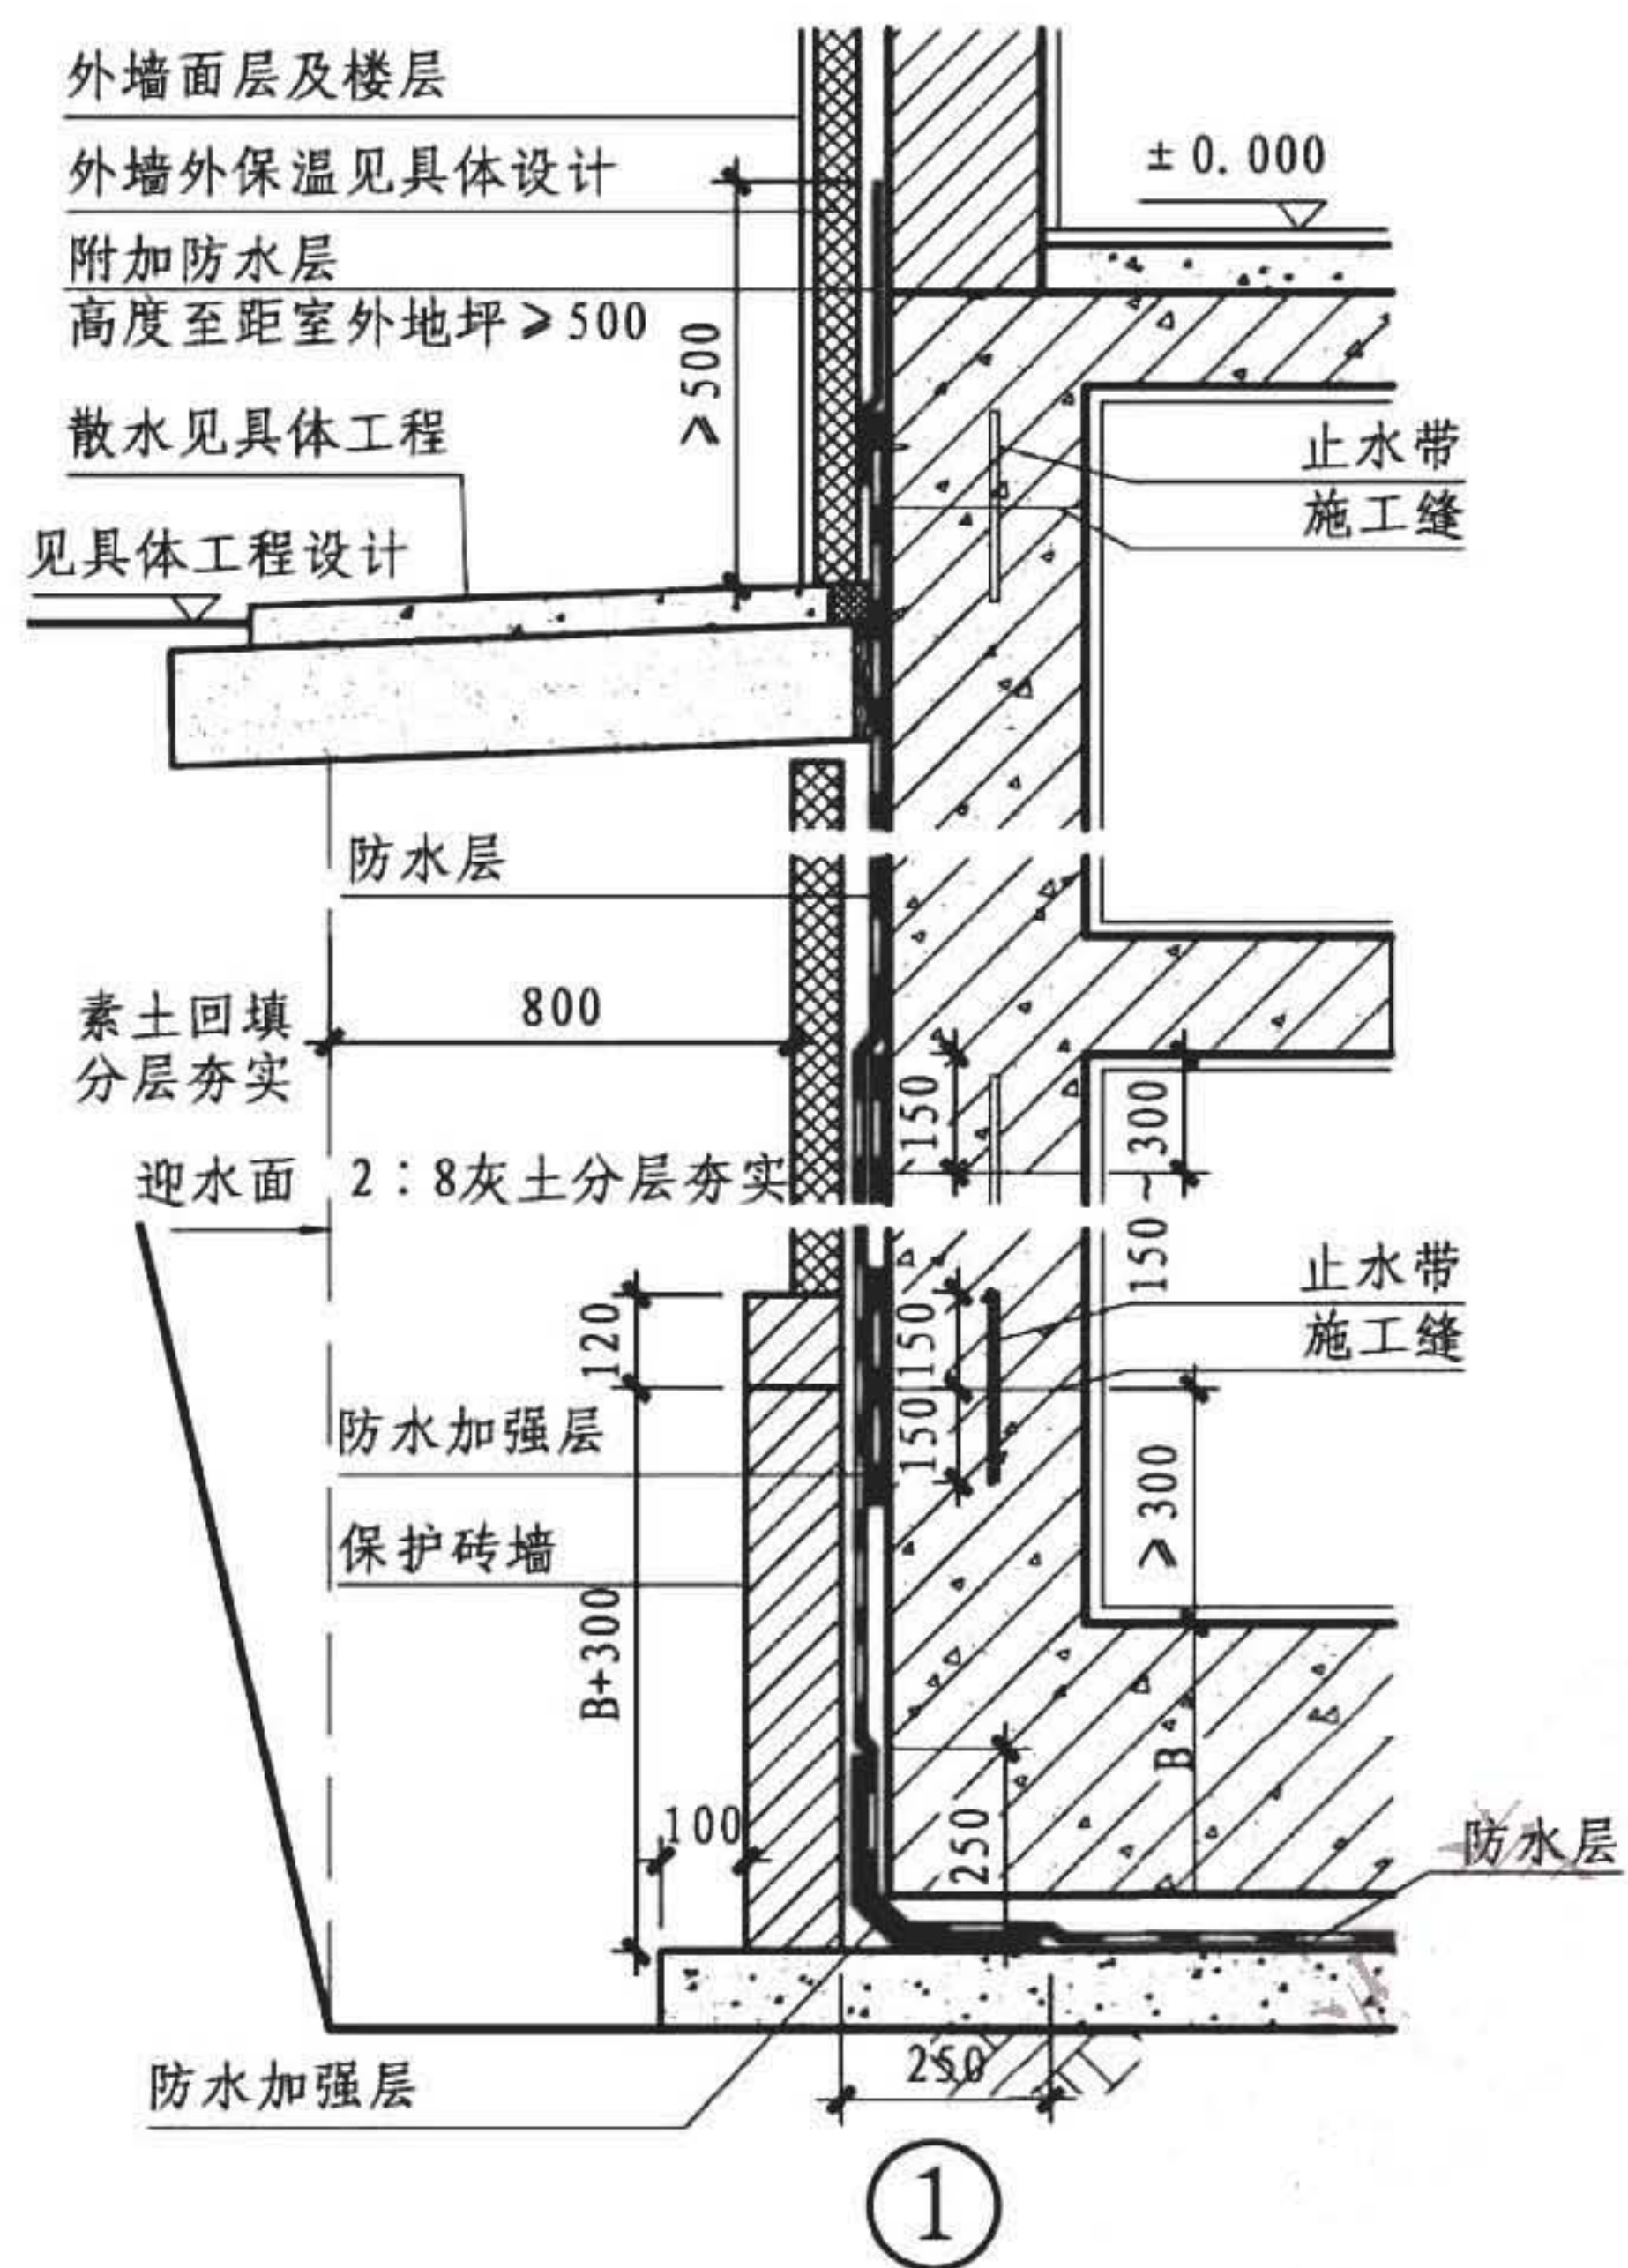 外墙面层及楼层
± 0.000
外墙外保温见具体设计
附加防水层
高度至距室外地坪≥500
≥500
散水见具体工程
止水带
施工缝
见具体工程设计
防水层
素土回填
分层夯实
800
150
150~300
迎水面
2:8灰土分层夯实
止水带
施工缝
120
150
150
防水加强层
≥300
保护砖墙
B+300
B
100
250
防水层
250
防水加强层
1